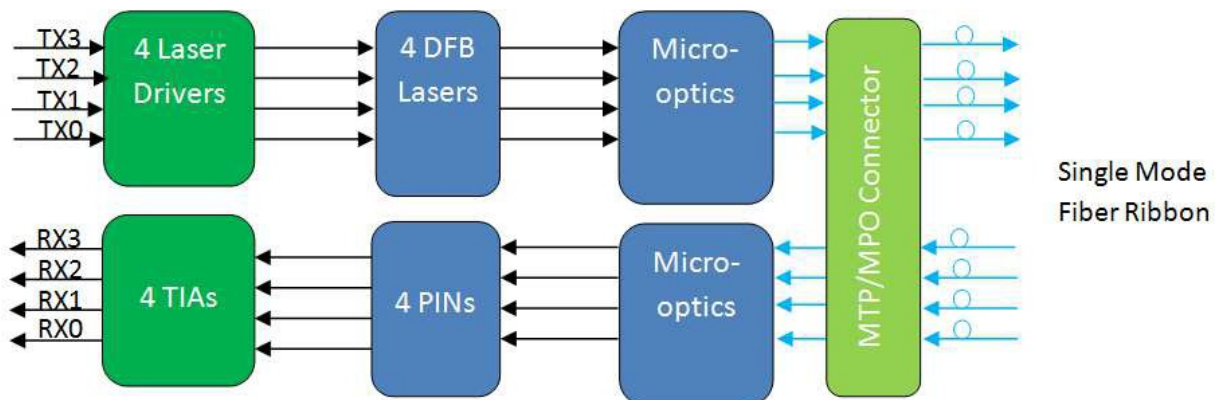 TX3
TX2
TX1
TX0
4 Laser
Drivers
4 DFB
Lasers
Micro-
optics
MTP/MPO Connector
Single Mode
Fiber Ribbon
RX3
RX2
RX1
RX0
4 TIAs
4 PINs
Micro-
optics